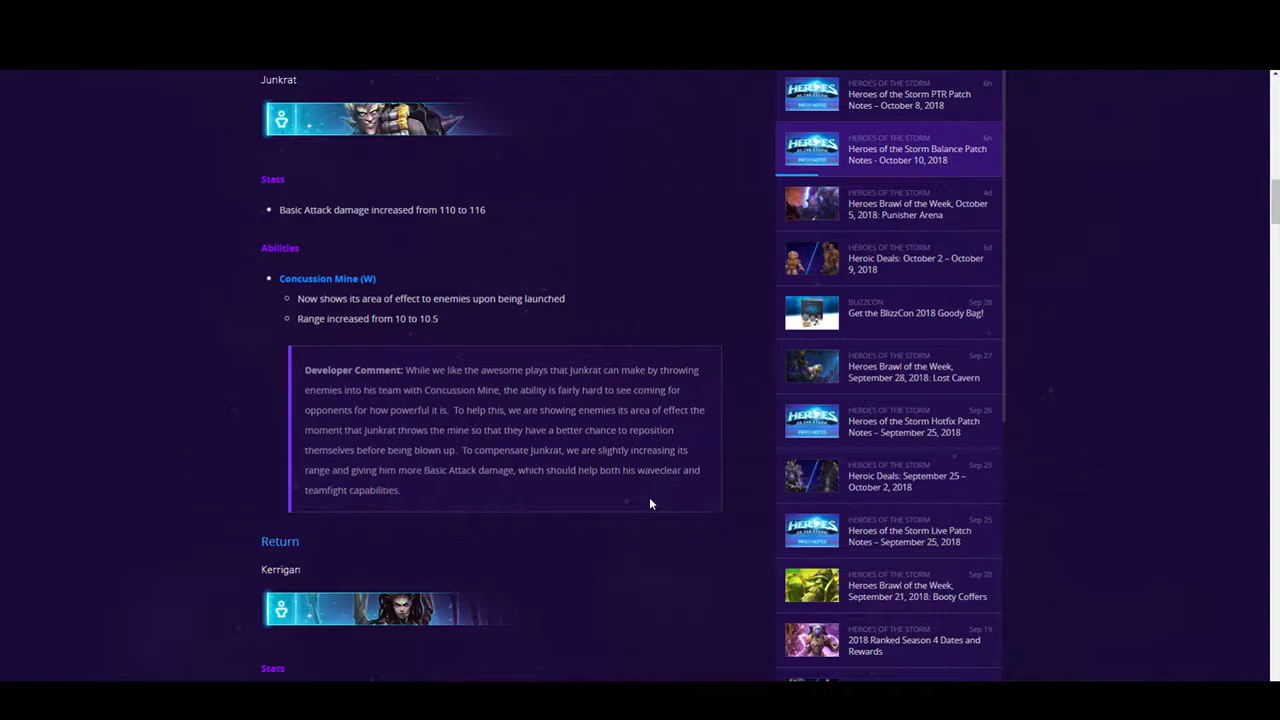 Junkrat
Stats
Basic Attack damage increased from 110 to 116
Abilities
Concussion Mine (W)
Now shows its area of effect to enemies upon being launched
Range increased from 10 to 10.5
Developer Comment: While we like the awesome plays that Junkrat can make by throwing
enemies into his team with Concussion Mine, the ability is fairly hard to see coming for
opponents for how powerful it is. To help this, we are showing enemies its area of effect the
moment that Junkrat throws the mine so that they have a better chance to reposition
themselves before being blown up. To compensate Junkrat, we are slightly increasing its
range and giving him more Basic Attack damage, which should help both his waveclear and
teamfight capabilities.
Return
Kerrigan
Stats
HEROES OF THE STORM 6h
Heroes of the Storm PTR Patch
Notes – October 8, 2018
HEROES OF THE STORM 6h
Heroes of the Storm Balance Patch
Notes - October 10, 2018
HEROES OF THE STORM 4d
Heroes Brawl of the Week, October
5, 2018: Punisher Arena
HEROES OF THE STORM 6d
Heroic Deals: October 2 – October
9, 2018
BLIZZCON Sep 28
Get the BlizzCon 2018 Goody Bag!
HEROES OF THE STORM Sep 27
Heroes Brawl of the Week,
September 28, 2018: Lost Cavern
HEROES OF THE STORM Sep 26
Heroes of the Storm Hotfix Patch
Notes – September 25, 2018
HEROES OF THE STORM Sep 25
Heroic Deals: September 25 –
October 2, 2018
HEROES OF THE STORM Sep 25
Heroes of the Storm Live Patch
Notes – September 25, 2018
HEROES OF THE STORM Sep 20
Heroes Brawl of the Week,
September 21, 2018: Booty Coffers
HEROES OF THE STORM Sep 19
2018 Ranked Season 4 Dates and
Rewards